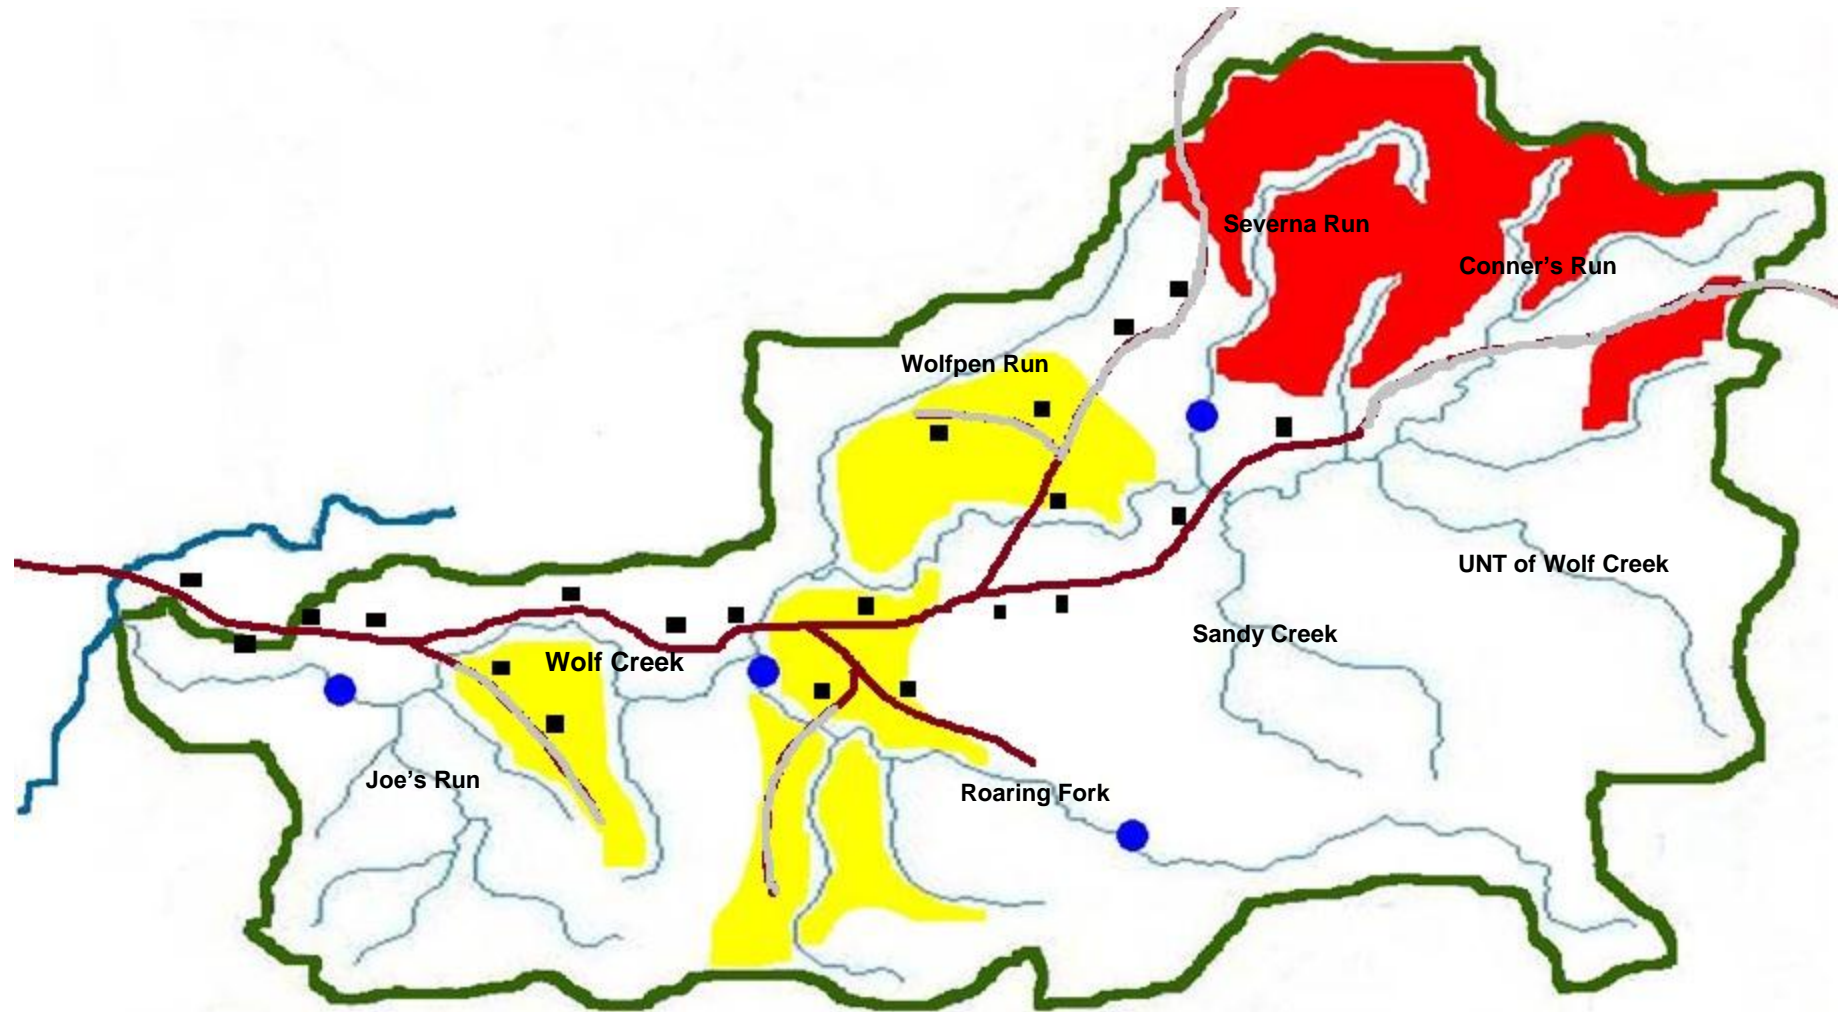 Severna Run
Conner’s Run
Wolfpen Run
UNT of Wolf Creek
Sandy Creek
Wolf Creek
Joe’s Run
Roaring Fork